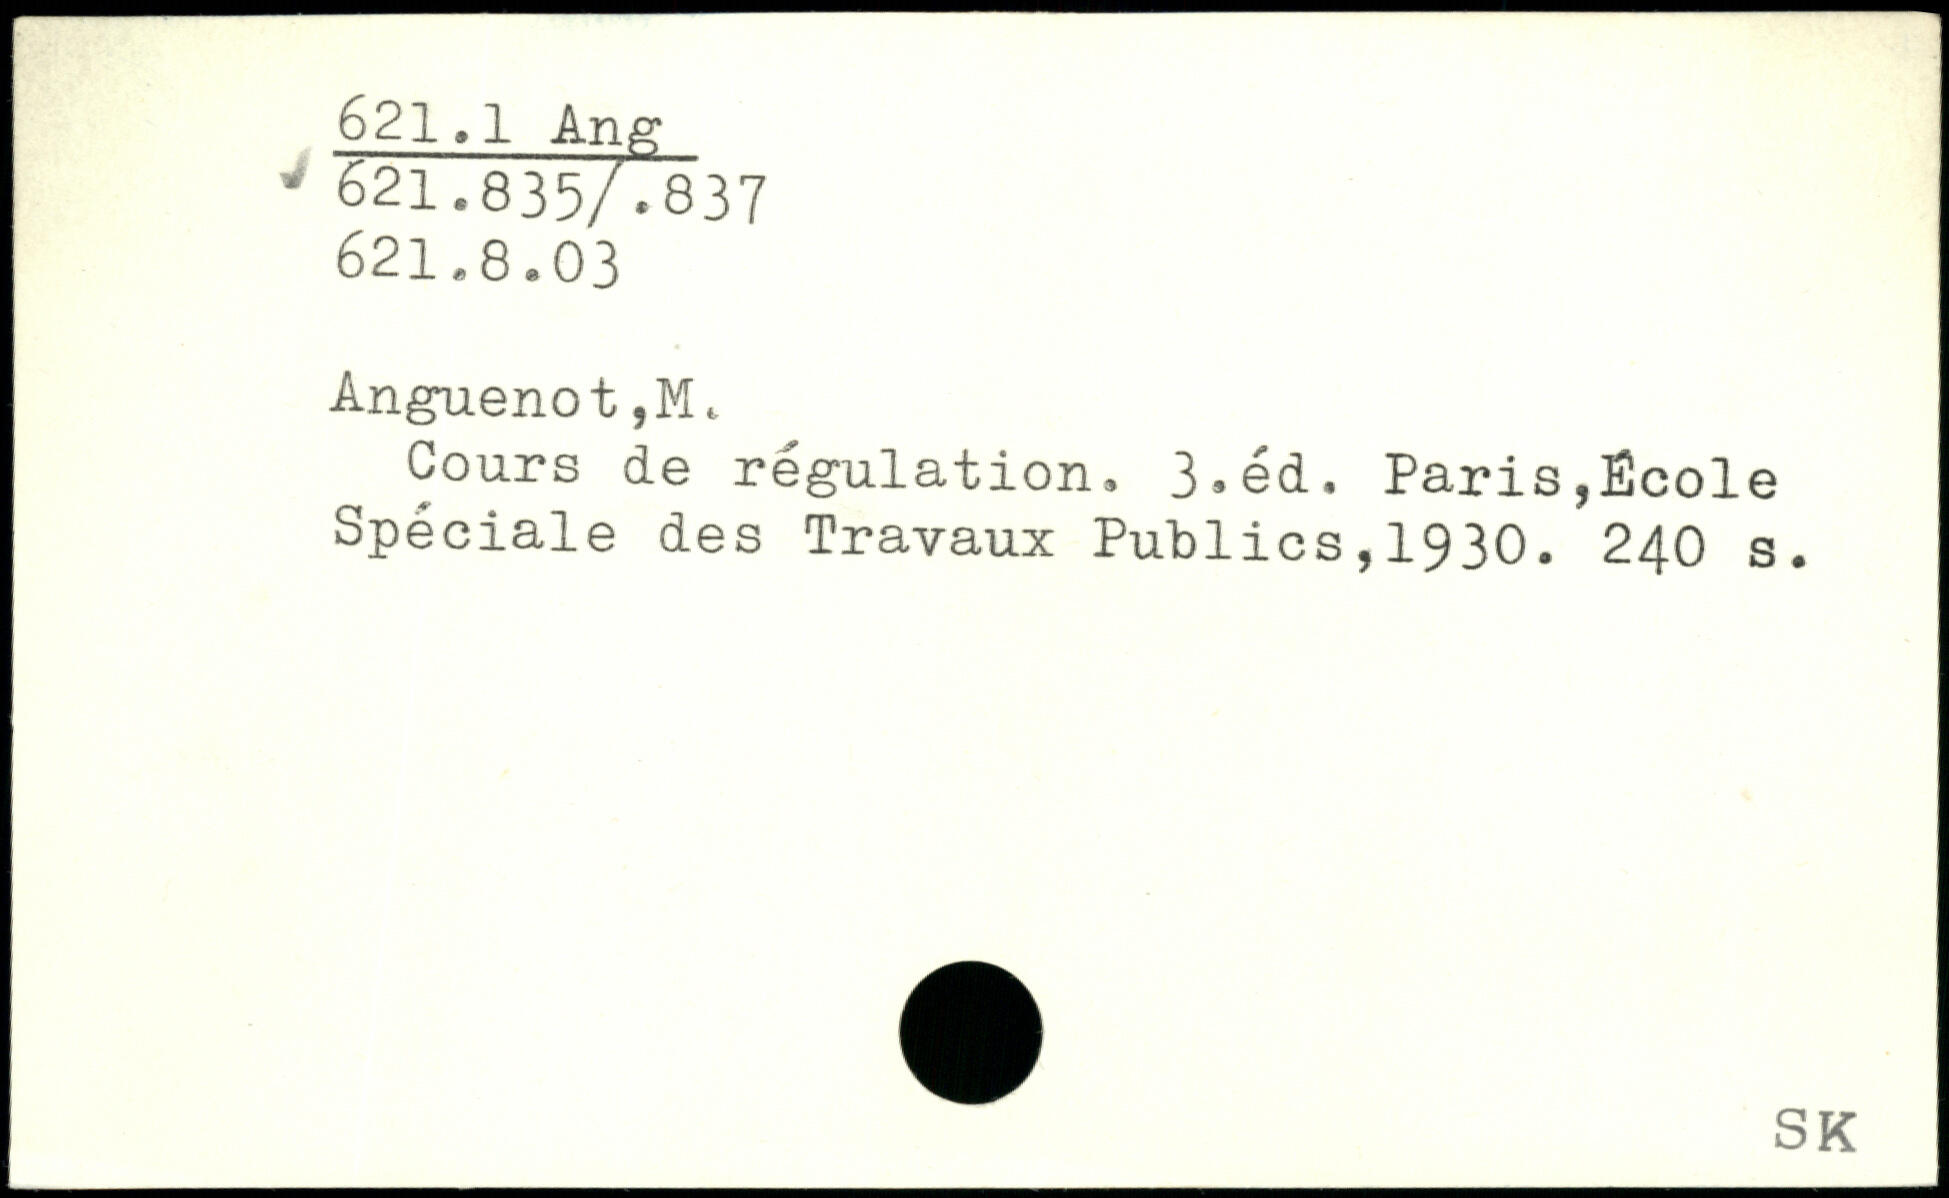 621.1 Ang
621.835/.837
621.8.03
Anguenot,M.
Cours de régulation. 3.éd. Paris,École
Spéciale des Travaux Publics,1930. 240 s.
SK